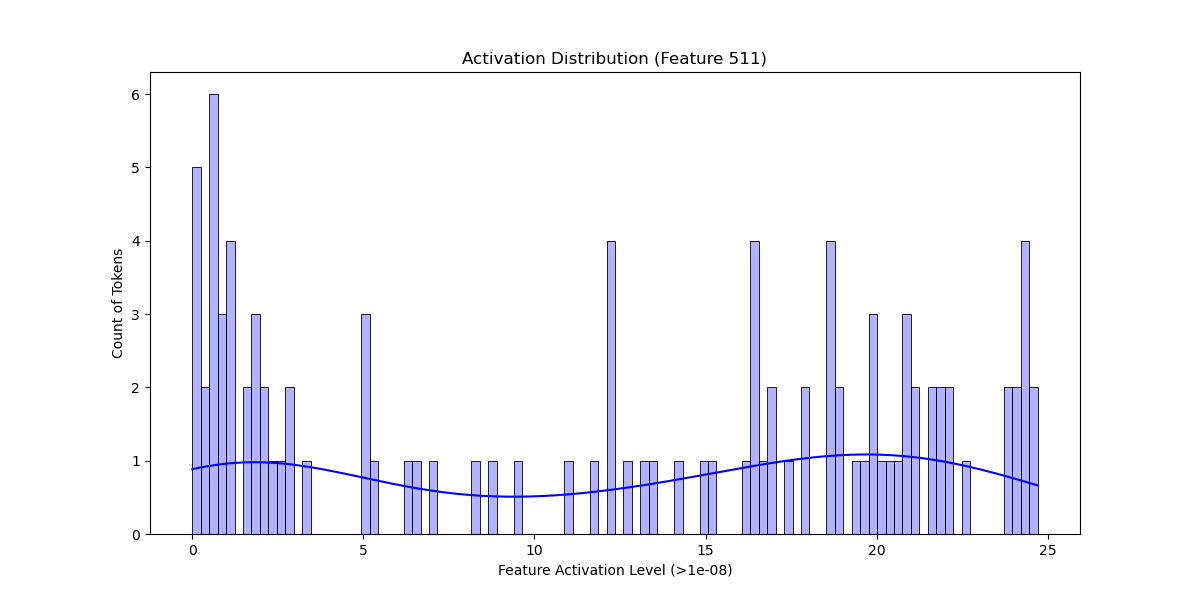 Activation Distribution (Feature 511)
Count of Tokens
6
5
4
3
2
1
0
0 5 10 15 20 25
Feature Activation Level (>1e-08)